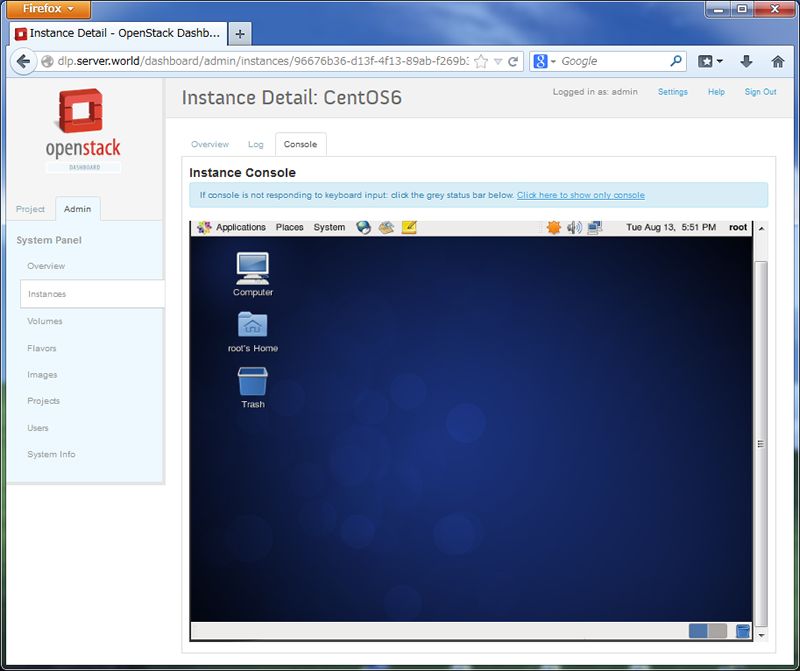 Firefox
Instance Detail - OpenStack Dashb...
dlp.server.world/dashboard/admin/instances/96676b36-d13f-4f13-89ab-f269b3
Google
openstack
DASHBOARD
Instance Detail: CentOS6
Logged in as: admin
Settings
Help
Sign Out
Project
Admin
System Panel
Overview
Instances
Volumes
Flavors
Images
Projects
Users
System Info
Overview
Log
Console
Instance Console
If console is not responding to keyboard input: click the grey status bar below. Click here to show only console
Applications Places System
Tue Aug 13, 5:51 PM root
Computer
root's Home
Trash